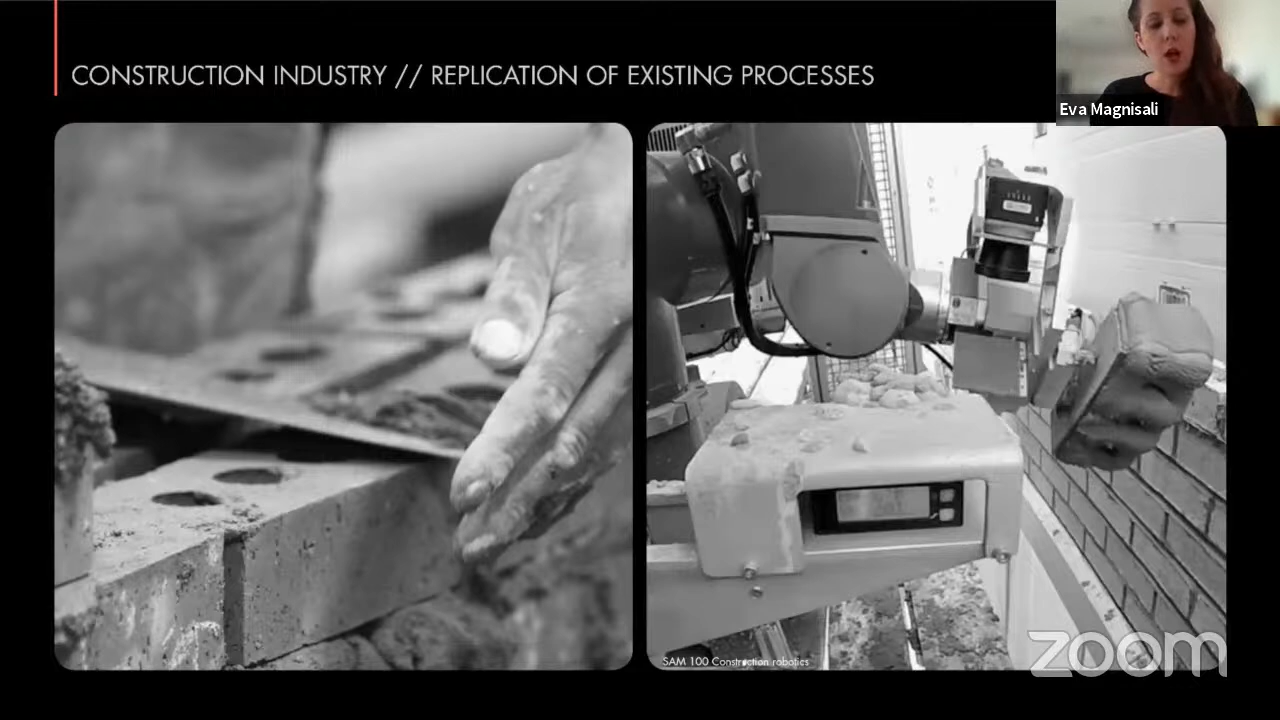 CONSTRUCTION INDUSTRY // REPLICATION OF EXISTING PROCESSES
Eva Magnisali
SAM 100 Construction robotics
zoom